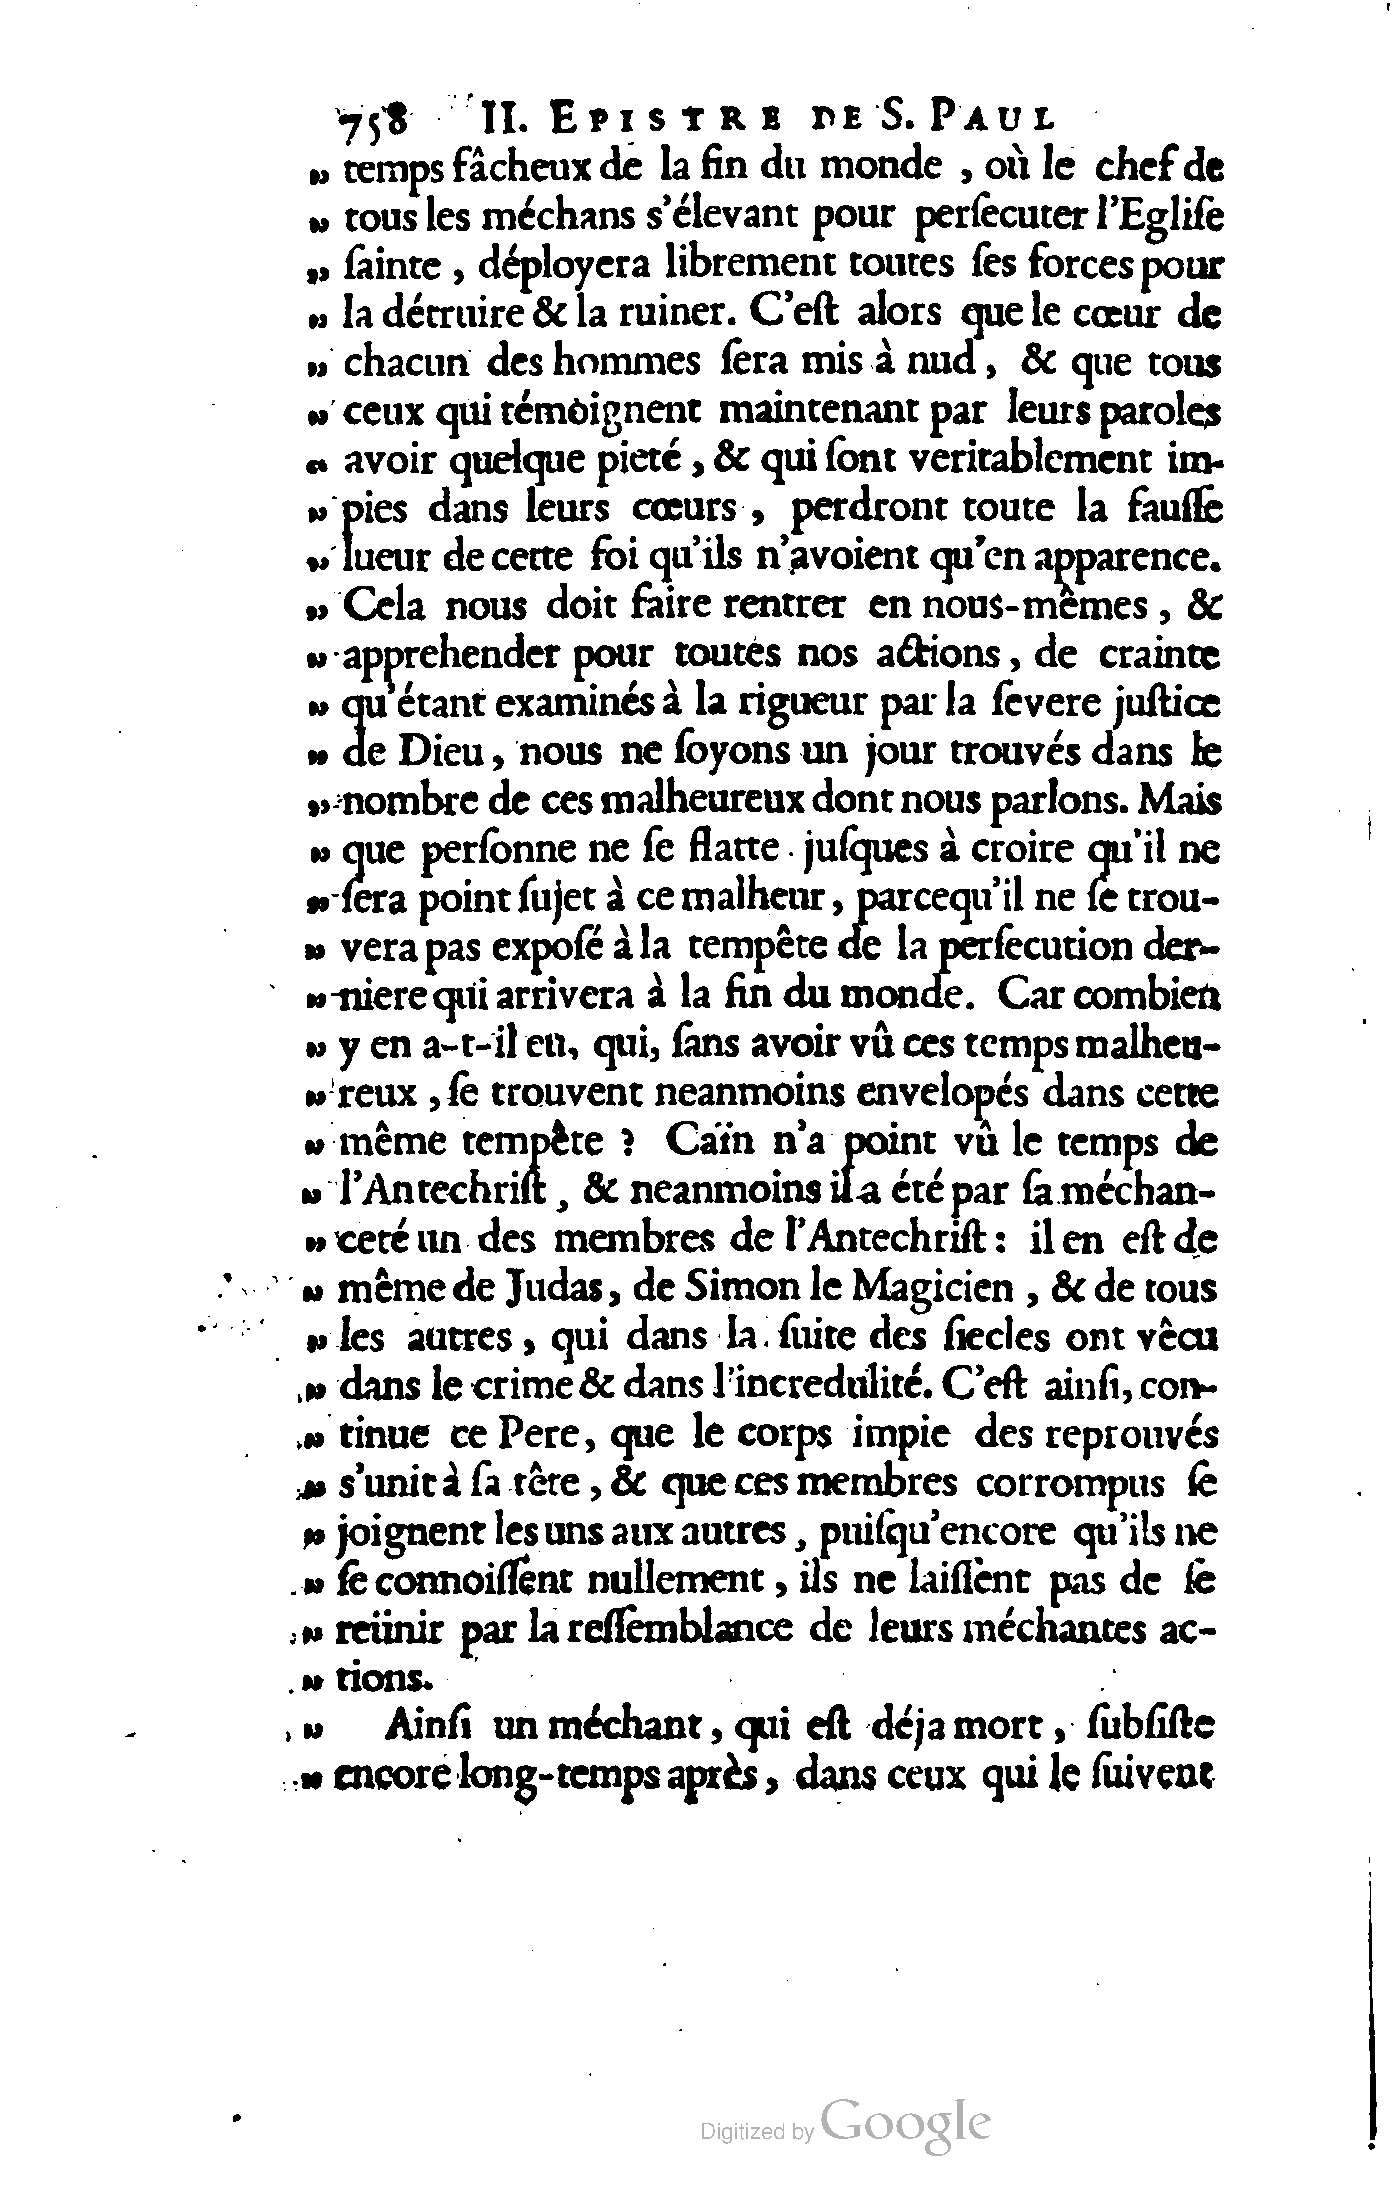 758 II. EPISTRE DE S. PAUL
„ temps fâcheux de la fin du monde , où le chef de
„ tous les méchans s'élevant pour perſecuter l'Egliſe
„ ſainte , déployera librement toutes ſes forces pour
„ la détruire & la ruiner. C'eſt alors que le cœur de
„ chacun des hommes ſera mis à nud , & que tous
„ ceux qui témoignent maintenant par leurs paroles
„ avoir quelque pieté , & qui ſont veritablement im-
„ pies dans leurs cœurs , perdront toute la fauſſe
„ lueur de cette foi qu'ils n'avoient qu'en apparence.
„ Cela nous doit faire rentrer en nous-mêmes , &
„ apprehender pour toutes nos actions , de crainte
„ qu'étant examinés à la rigueur par la ſevere juſtice
„ de Dieu , nous ne ſoyons un jour trouvés dans le
„ nombre de ces malheureux dont nous parlons. Mais
„ que perſonne ne ſe flatte juſques à croire qu'il ne
„ ſera point ſujet à ce malheur , parcequ'il ne ſe trou-
„ vera pas expoſé à la tempête de la perſecution der-
„ niere qui arrivera à la fin du monde. Car combien
„ y en a-t-il eu, qui, ſans avoir vû ces temps malheu-
„ reux , ſe trouvent neanmoins envelopés dans cette
„ même tempête ? Caïn n'a point vû le temps de
„ l'Antechriſt , & neanmoins il a été par ſa méchan-
„ ceté un des membres de l'Antechriſt : il en eſt de
„ même de Judas , de Simon le Magicien , & de tous
„ les autres , qui dans la ſuite des ſiecles ont vêcu
„ dans le crime & dans l'incredulité. C'eſt ainſi, con-
„ tinue ce Pere , que le corps impie des reprouvés
„ s'unit à ſa tête , & que ces membres corrompus ſe
„ joignent les uns aux autres , puiſqu'encore qu'ils ne
„ ſe connoiſſent nullement , ils ne laiſſent pas de ſe
„ reünir par la reſſemblance de leurs méchantes ac-
„ tions.
„ Ainſi un méchant , qui eſt déja mort , ſubſiſte
„ encore long-temps après , dans ceux qui le ſuivent
Digitized by Google